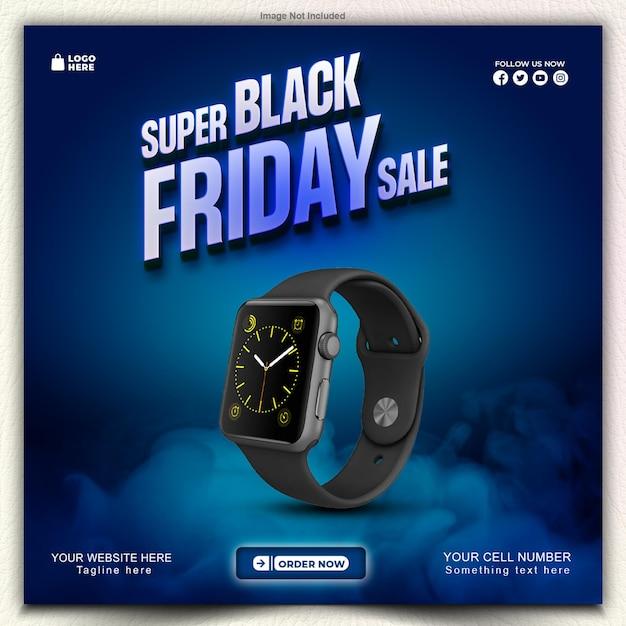 Image Not Included
LOGO
HERE
FOLLOW US NOW
SUPER BLACK
FRIDAY SALE
YOUR WEBSITE HERE
Tagline here
ORDER NOW
YOUR CELL NUMBER
Something text here